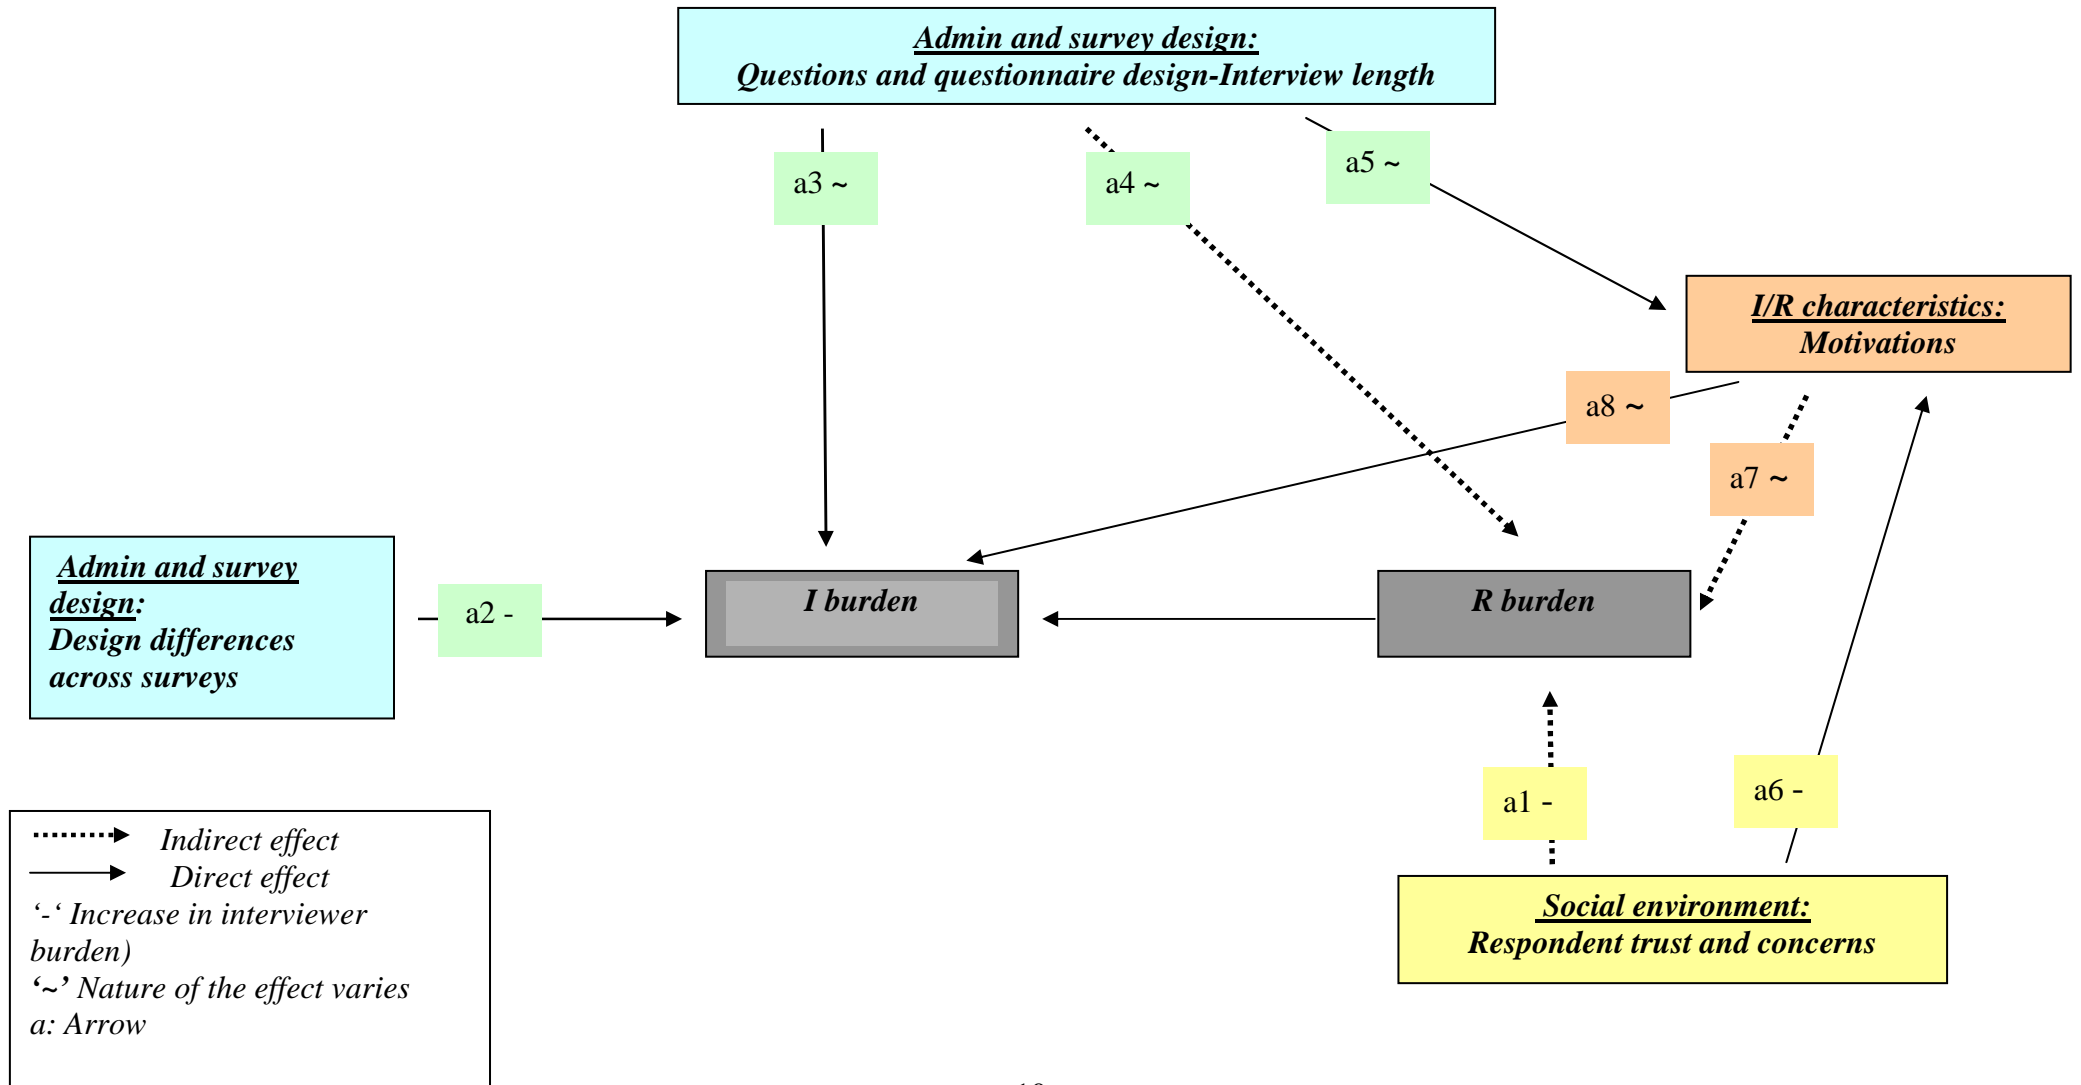 Admin and survey design:
Questions and questionnaire design-Interview length
a3 ~
a4 ~
a5 ~
I/R characteristics:
Motivations
a8 ~
a7 ~
Admin and survey
design:
Design differences
across surveys
a2 -
I burden
R burden
a1 -
a6 -
Social environment:
Respondent trust and concerns
Indirect effect
Direct effect
‘-‘ Increase in interviewer
burden)
‘~’ Nature of the effect varies
a: Arrow